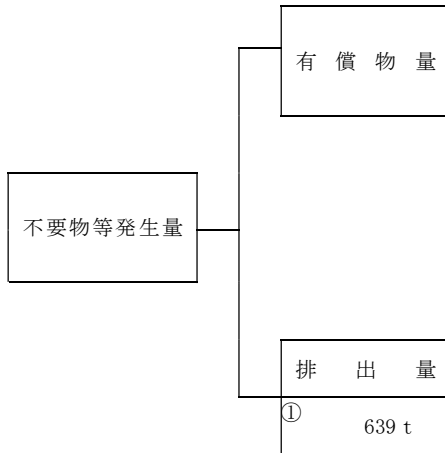 有償物量
不要物等発生量
排出量
①
639 t